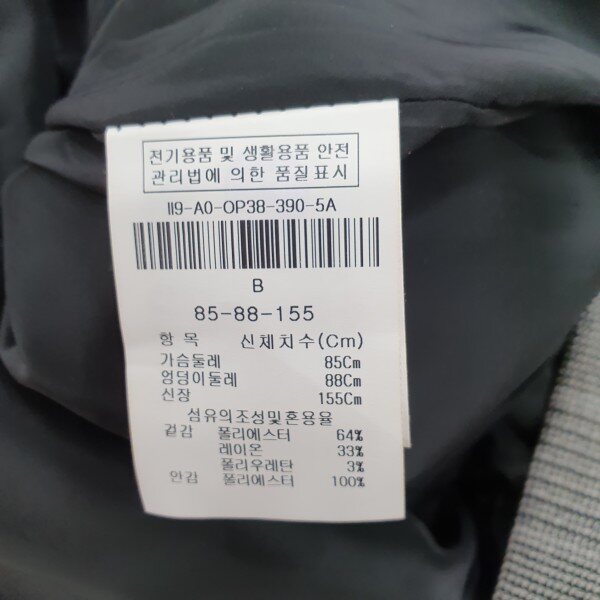 전기용품 및 생활용품 안전
관리법에 의한 품질표시
II9-A0-OP38-390-5A
B
85-88-155
항 목 신체치수(Cm)
가슴둘레 85Cm
엉덩이둘레 88Cm
신장 155Cm
섬유의조성및혼용율
겉감 폴리에스터 64%
레이온 33%
폴리우레탄 3%
안감 폴리에스터 100%